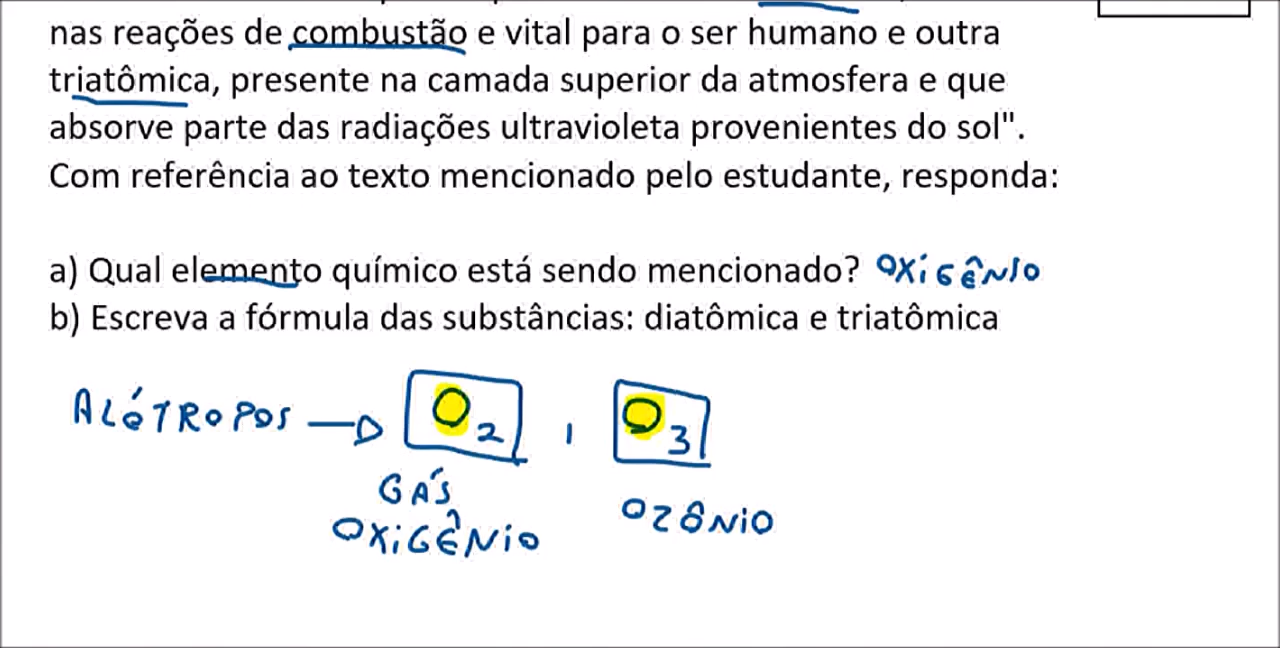 nas reações de combustão e vital para o ser humano e outra
triatômica, presente na camada superior da atmosfera e que
absorve parte das radiações ultravioleta provenientes do sol".
Com referência ao texto mencionado pelo estudante, responda:
a) Qual elemento químico está sendo mencionado? OXiGÊNIO
b) Escreva a fórmula das substâncias: diatômica e triatômica
ALÓTROPOS → O2 , O3
GÁS OZÔNiO
OXiGÊNio